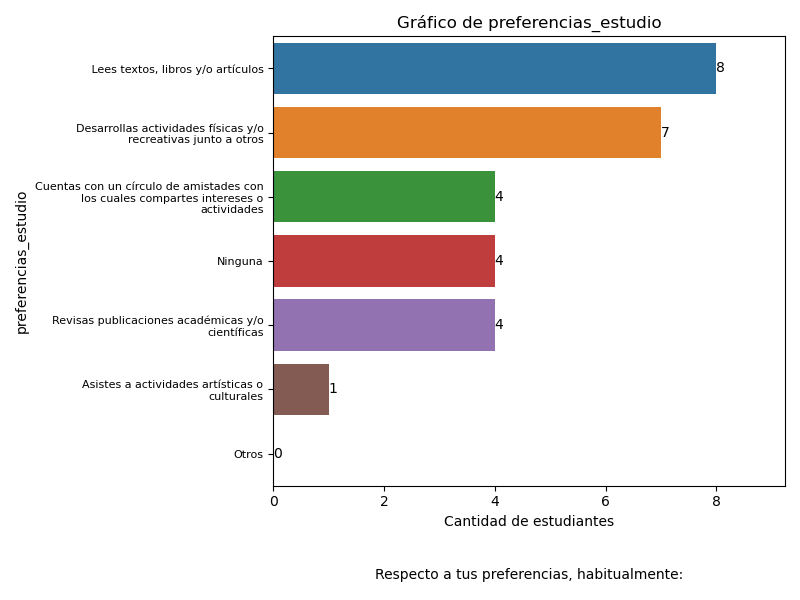 Gráfico de preferencias_estudio
preferencias_estudio
Lees textos, libros y/o artículos
8
Desarrollas actividades físicas y/o
recreativas junto a otros
7
Cuentas con un círculo de amistades con
los cuales compartes intereses o
actividades
4
Ninguna
4
Revisas publicaciones académicas y/o
científicas
4
Asistes a actividades artísticas o
culturales
1
Otros
0
0 2 4 6 8
Cantidad de estudiantes
Respecto a tus preferencias, habitualmente: